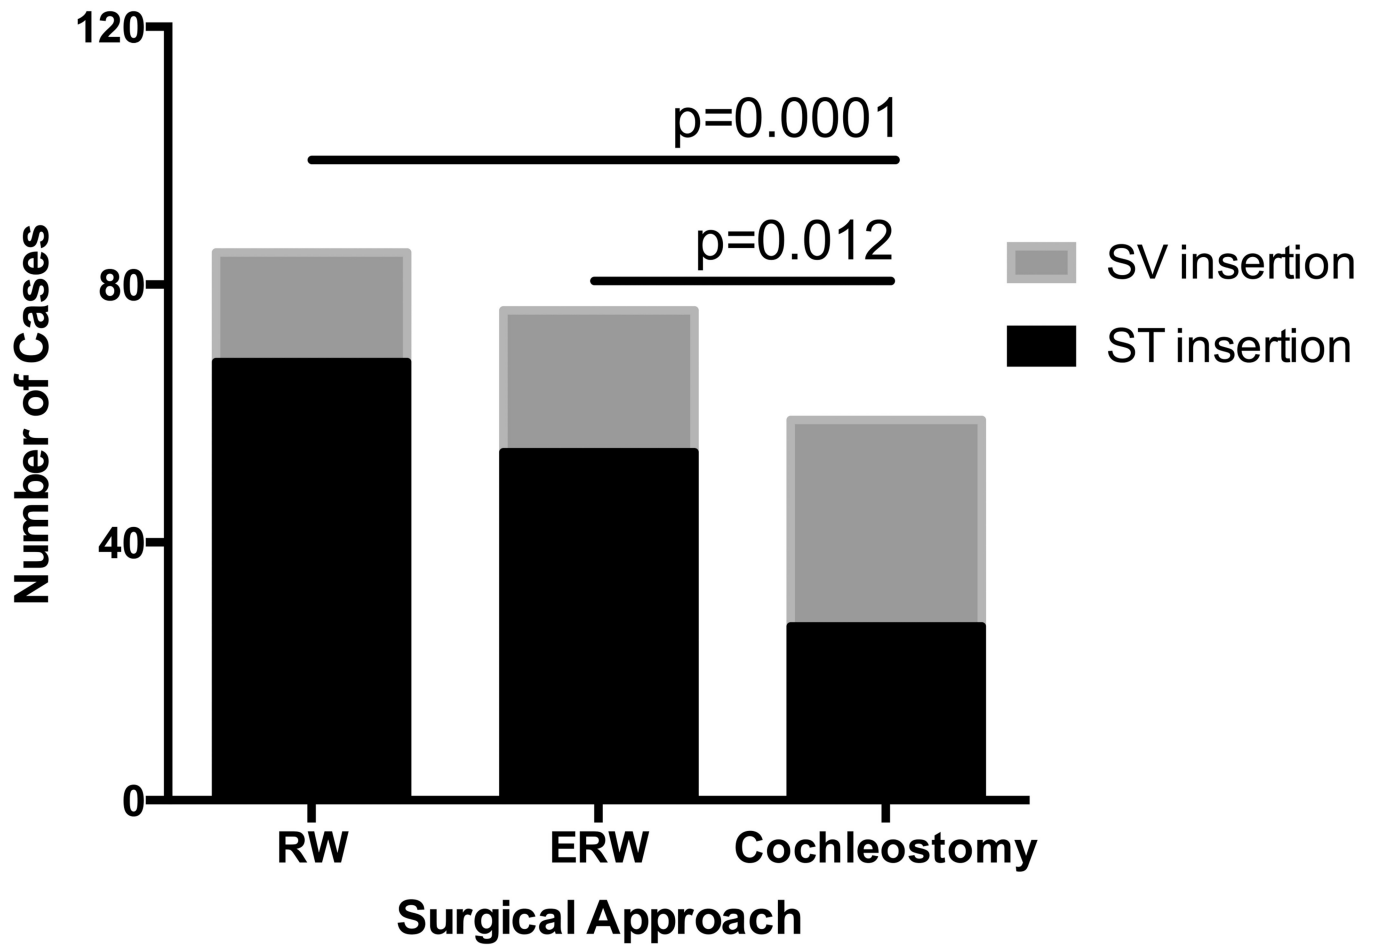 120
80
40
0
Number of Cases
p=0.0001
p=0.012
SV insertion
ST insertion
RW
ERW
Cochleostomy
Surgical Approach